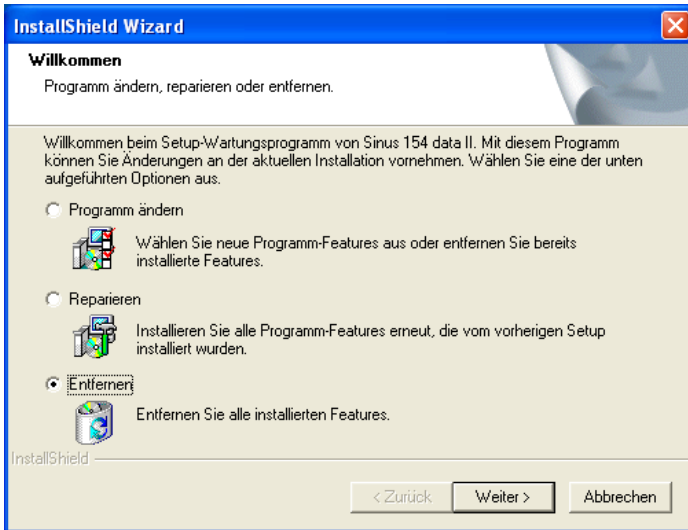 InstallShield Wizard
Willkommen
Programm ändern, reparieren oder entfernen.
Willkommen beim Setup-Wartungsprogramm von Sinus 154 data II. Mit diesem Programm
können Sie Änderungen an der aktuellen Installation vornehmen. Wählen Sie eine der unten
aufgeführten Optionen aus.
Programm ändern
Wählen Sie neue Programm-Features aus oder entfernen Sie bereits
installierte Features.
Reparieren
Installieren Sie alle Programm-Features erneut, die vom vorherigen Setup
installiert wurden.
Entfernen
Entfernen Sie alle installierten Features.
InstallShield
< Zurück Weiter > Abbrechen